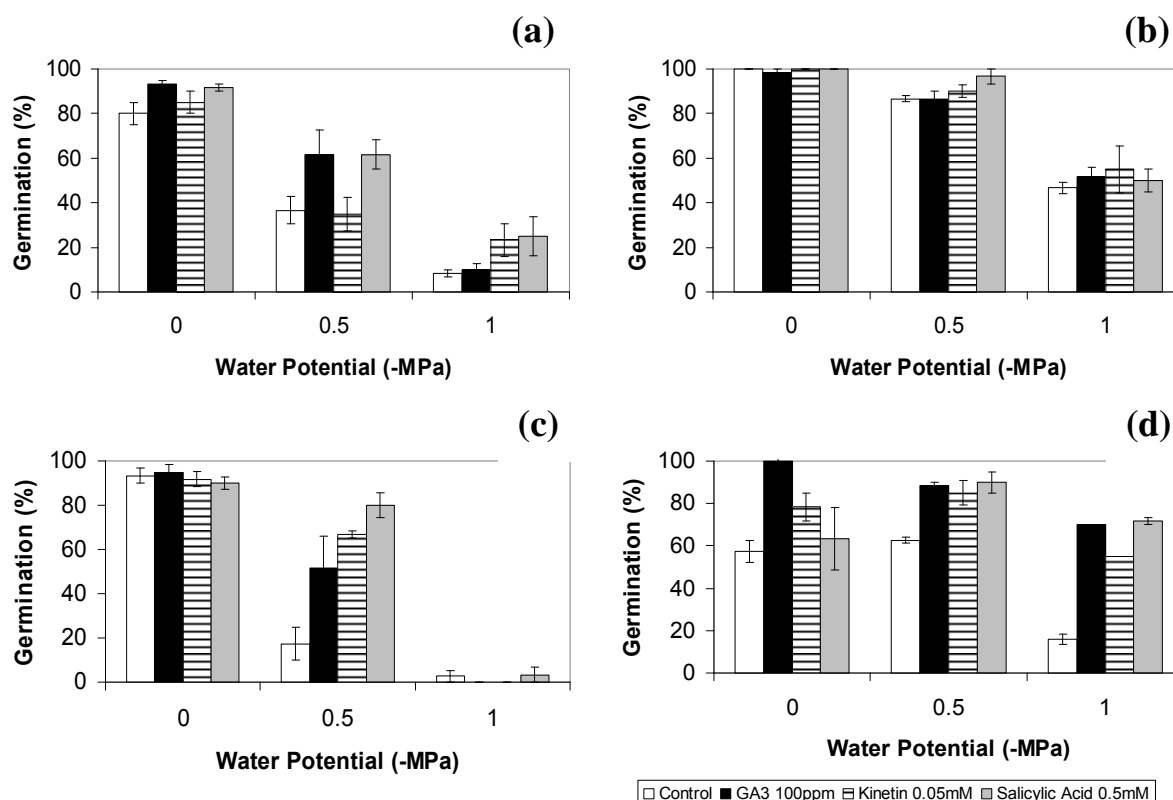 (a)
100
80
60
40
20
0
Germination (%)
0 0.5 1
Water Potential (-MPa)
(b)
100
80
60
40
20
0
Germination (%)
0 0.5 1
Water Potential (-MPa)
(c)
100
80
60
40
20
0
Germination (%)
0 0.5 1
Water Potential (-MPa)
(d)
100
80
60
40
20
0
Germination (%)
0 0.5 1
Water Potential (-MPa)
Control GA3 100ppm Kinetin 0.05mM Salicylic Acid 0.5mM